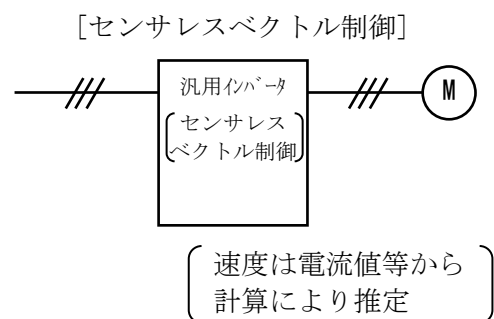 [センサレスベクトル制御]
汎用インバータ
センサレス
ベクトル制御
M
速度は電流値等から
計算により推定